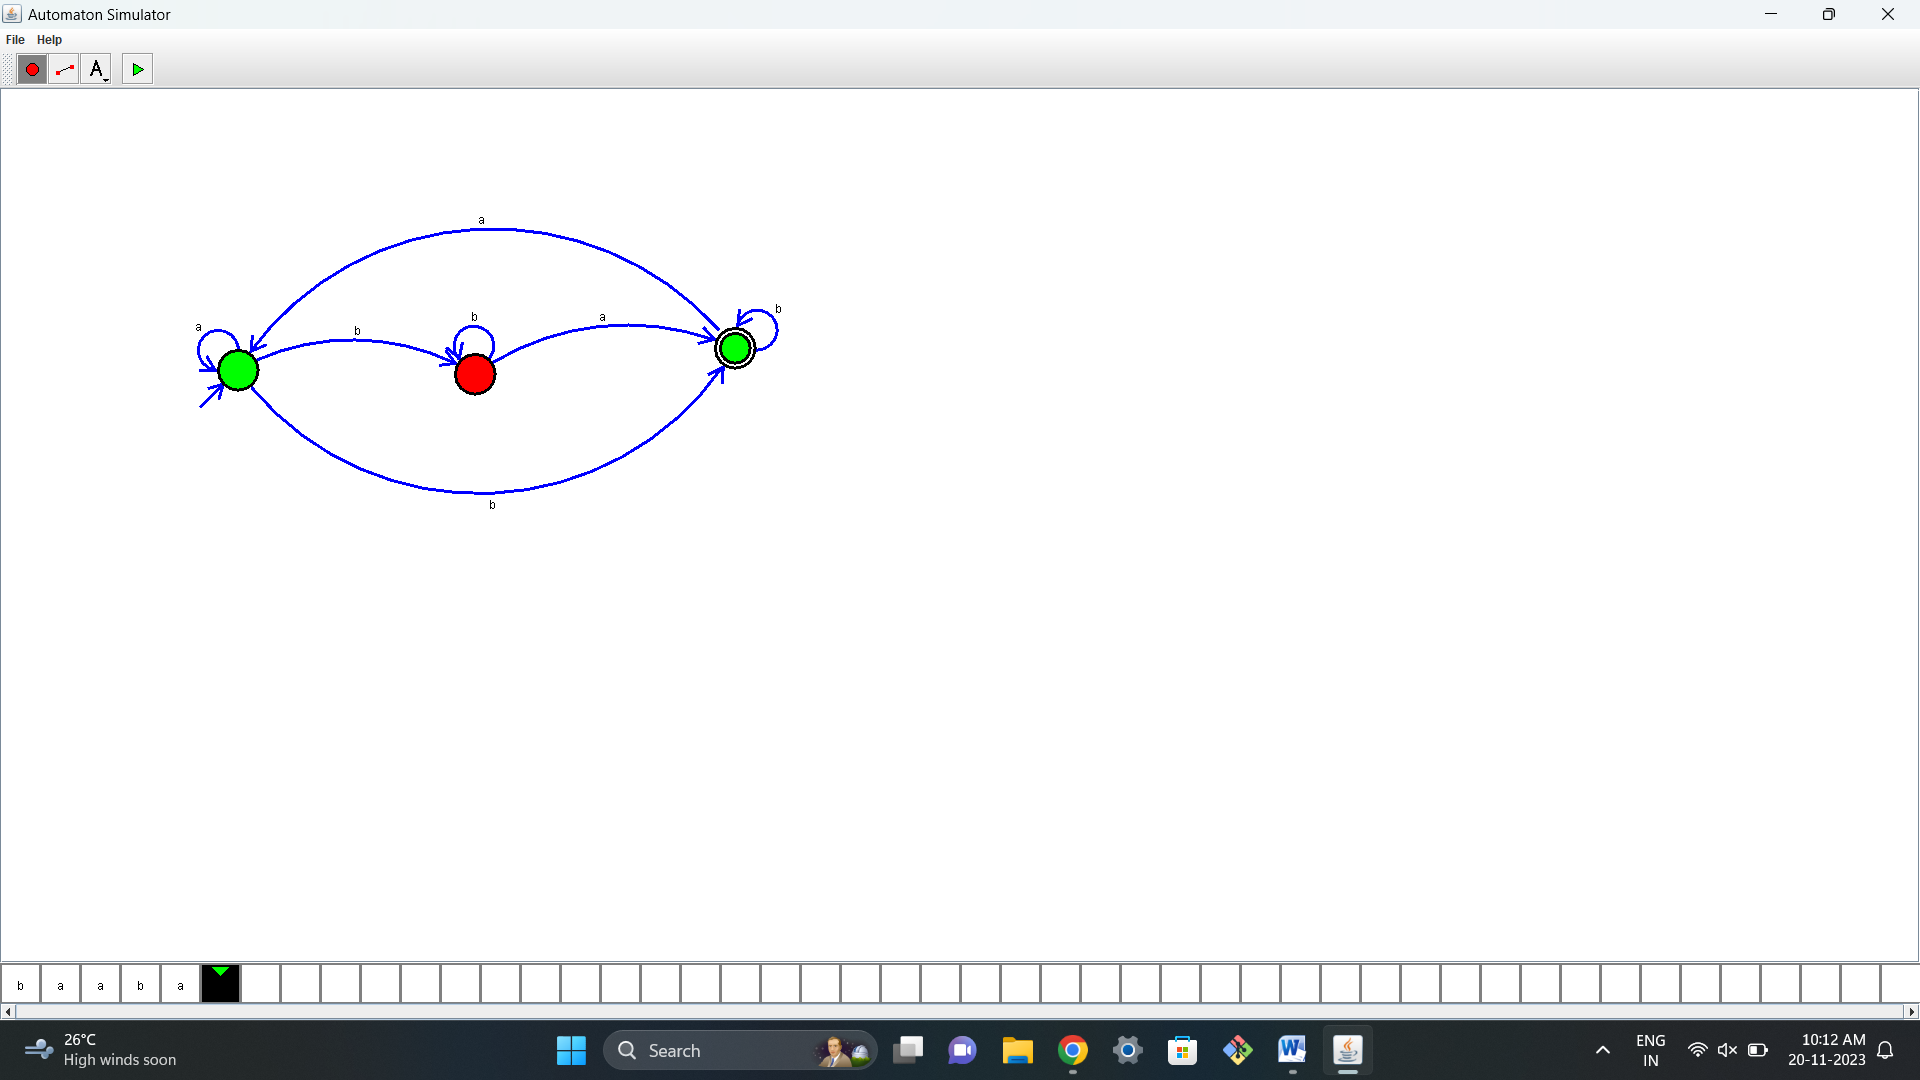 Automaton Simulator
File Help
A
a
a
b
b
a
b
b
b a a b a
26°C
High winds soon
Search
ENG
IN
10:12 AM
20-11-2023